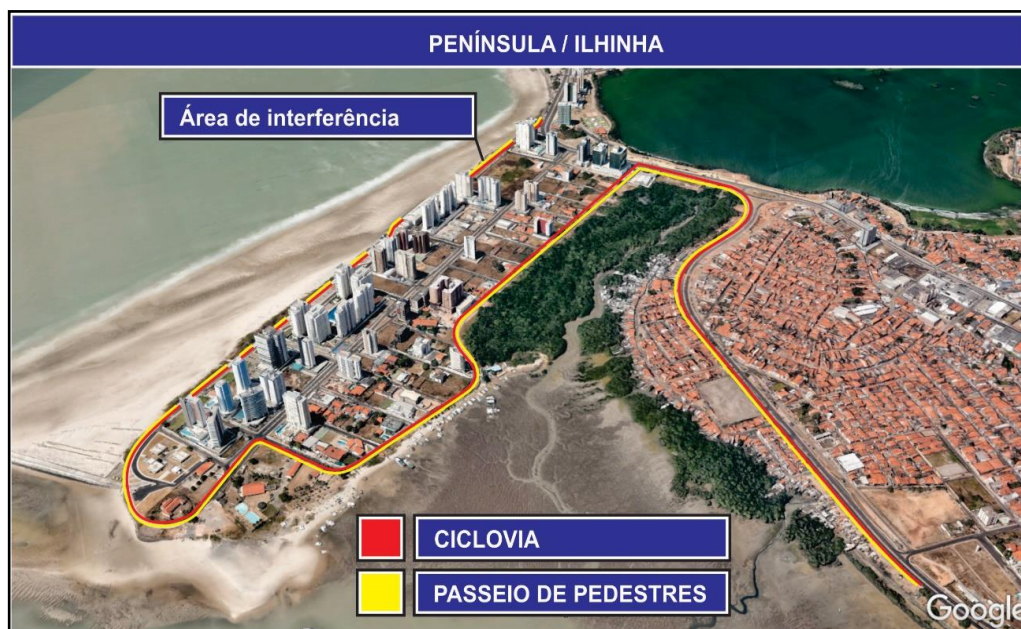 PENÍNSULA / ILHINHA
Área de interferência
CICLOVIA
PASSEIO DE PEDESTRES
Google